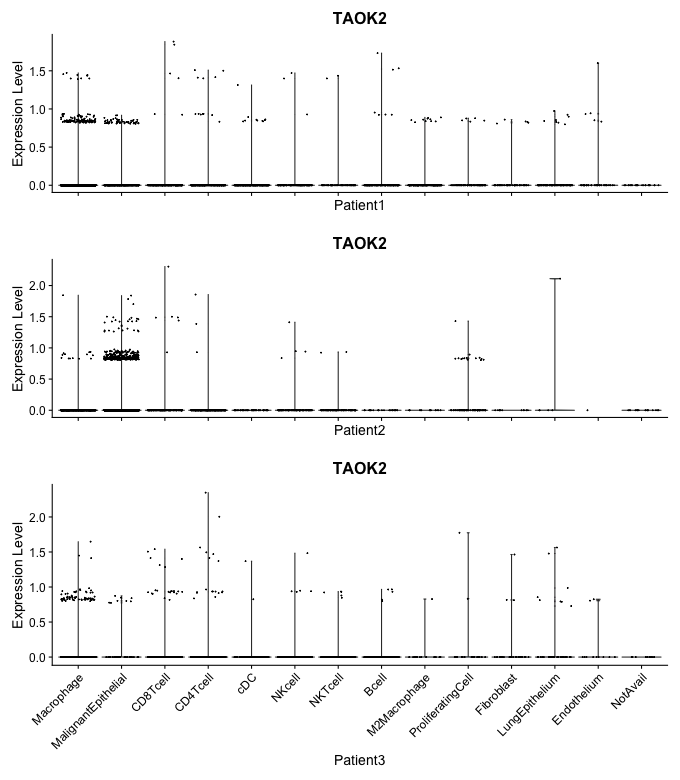 TAOK2
Expression Level
1.5
1.0
0.5
0.0
Patient1
TAOK2
Expression Level
2.0
1.5
1.0
0.5
0.0
Patient2
TAOK2
Expression Level
2.0
1.5
1.0
0.5
0.0
Macrophage
MalignantEpithelial
CD8Tcell
CD4Tcell
cDC
NKcell
NKTcell
Bcell
M2Macrophage
ProliferatingCell
Fibroblast
LungEpithelium
Endothelium
NotAvail
Patient3